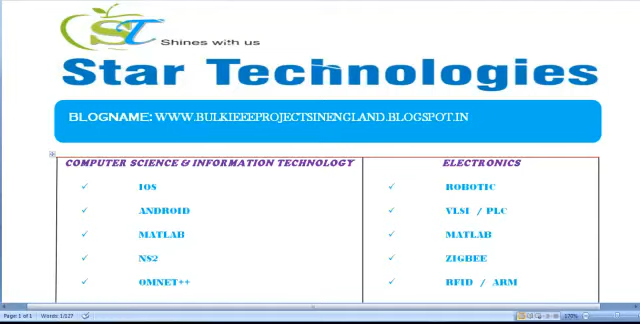 ST Shines with us
Star Technologies
BLOGNAME: WWW.BULKIEEEPROJECTSINENGLAND.BLOGSPOT.IN
COMPUTER SCIENCE & INFORMATION TECHNOLOGY ELECTRONICS
✓ IOS ✓ ROBOTIC
✓ ANDROID ✓ VLSI / PLC
✓ MATLAB ✓ MATLAB
✓ NS2 ✓ ZIGBEE
✓ OMNET++ ✓ RFID / ARM
Page: 1 of 1 Words: 1/127 170%